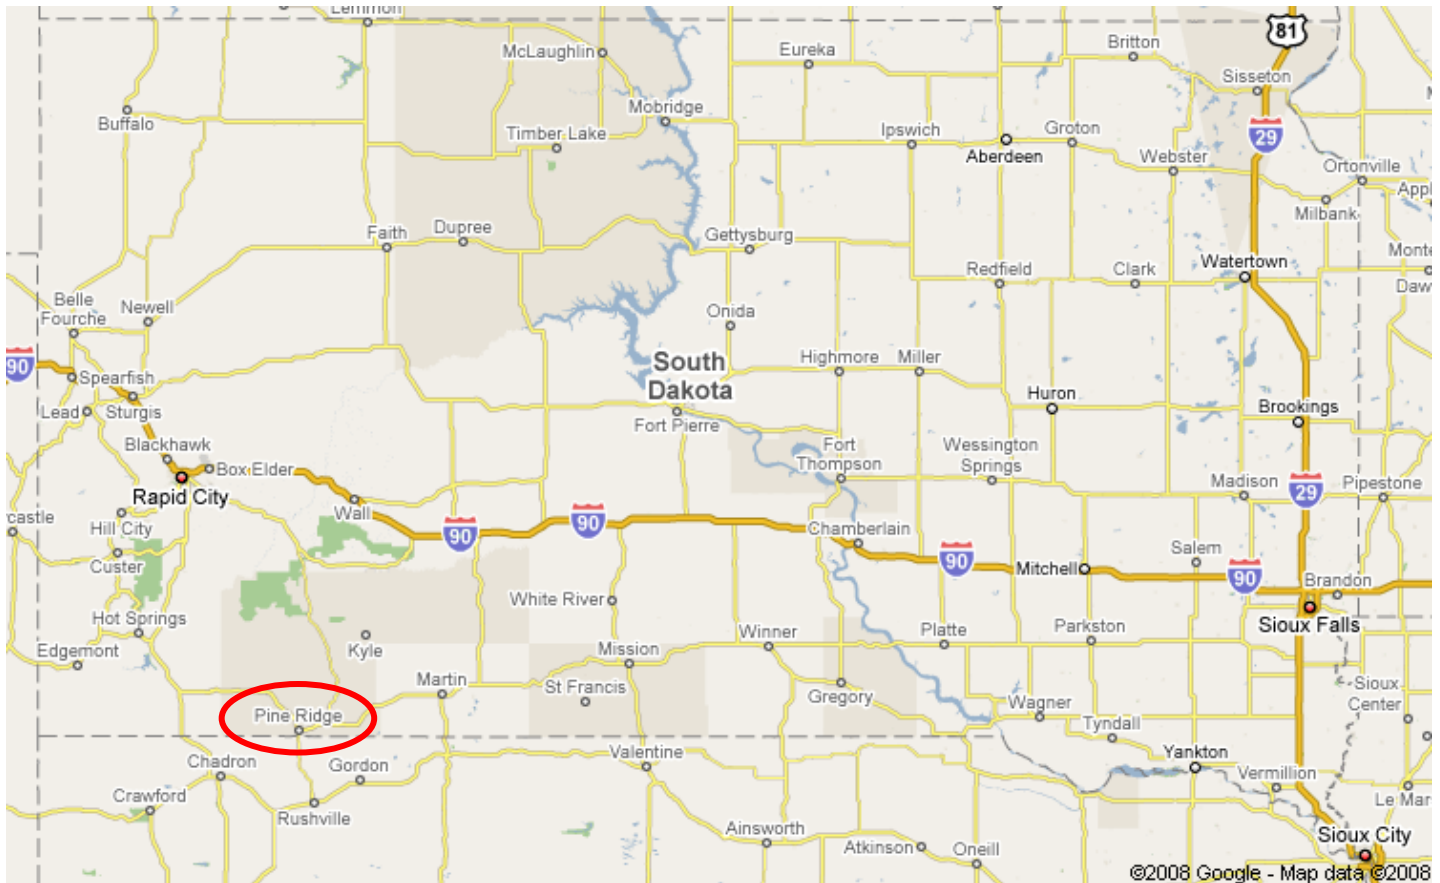 Lemmon
McLaughlin
Eureka
Britton
81
Sisseton
Buffalo
Mobridge
Timber Lake
Ipswich
Aberdeen
Groton
29
Webster
Ortonville
Milbank
Faith
Dupree
Gettysburg
Redfield
Clark
Watertown
Belle
Fourche
Newell
Onida
90
Spearfish
South
Dakota
Highmore
Miller
Lead
Sturgis
Huron
Brookings
Fort Pierre
Blackhawk
Box Elder
Rapid City
Fort
Thompson
Wessington
Springs
Madison
29
Pipestone
Wall
Hill City
90
90
Chamberlain
90
Mitchell
Salem
90
Brandon
Custer
White River
Sioux Falls
Hot Springs
Edgemont
Kyle
Mission
Winner
Platte
Parkston
Martin
St Francis
Gregory
Wagner
Sioux
Center
Pine Ridge
Tyndall
Chadron
Gordon
Valentine
Yankton
Vermillion
Crawford
Rushville
Ainsworth
Atkinson
Oneill
Le Mar
Sioux City
©2008 Google - Map data ©2008